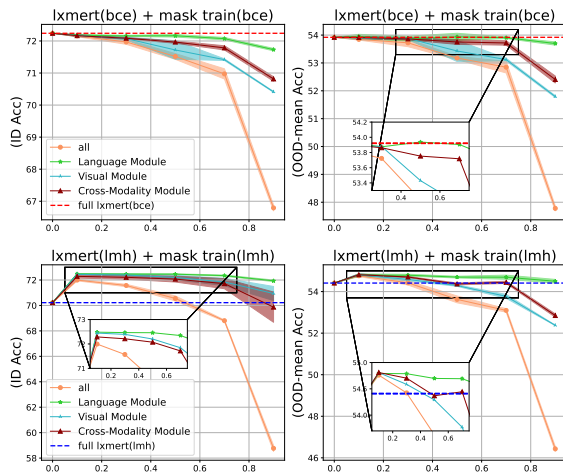 lxmert(bce) + mask train(bce)
72
71
70
69
68
67
(ID Acc)
0.0 0.2 0.4 0.6 0.8
all
Language Module
Visual Module
Cross-Modality Module
full lxmert(bce)
lxmert(bce) + mask train(bce)
54
53
52
51
50
49
48
(OOD-mean Acc)
54.2
54.0
53.8
53.6
53.4
0.4 0.6
0.0 0.2 0.4 0.6 0.8
lxmert(lmh) + mask train(lmh)
72
70
68
66
64
62
60
58
(ID Acc)
73
72
71
0.2 0.4 0.6
0.0 0.2 0.4 0.6 0.8
all
Language Module
Visual Module
Cross-Modality Module
full lxmert(lmh)
lxmert(lmh) + mask train(lmh)
54
52
50
48
46
(OOD-mean Acc)
55.0
54.5
54.0
0.2 0.4 0.6
0.0 0.2 0.4 0.6 0.8